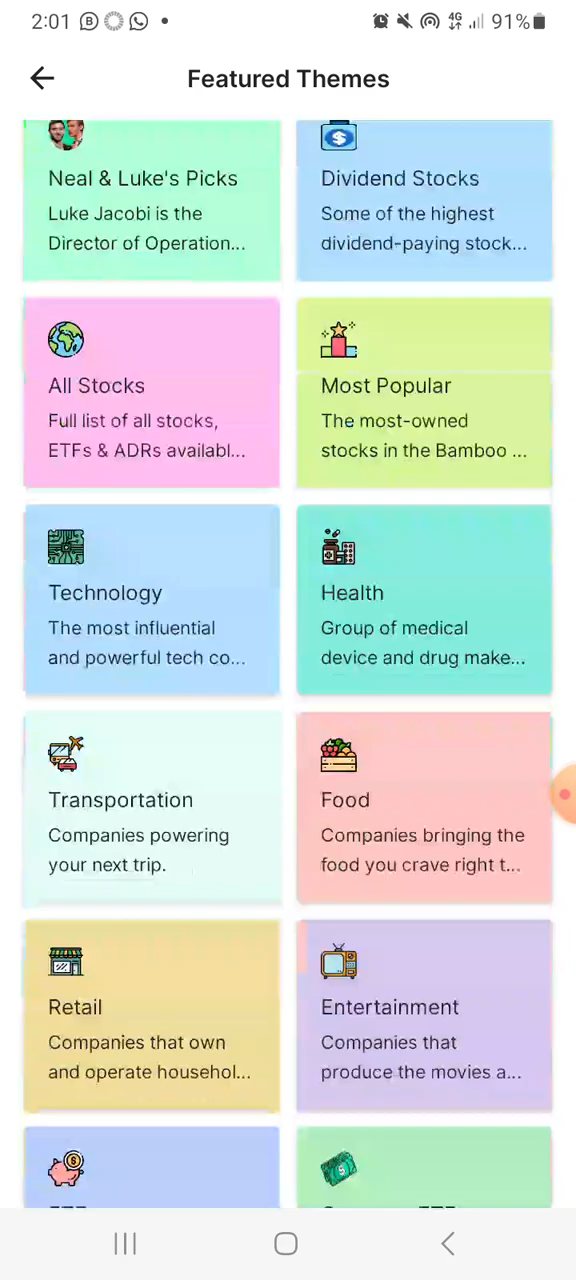 2:01
4G
91%
Featured Themes
Neal & Luke's Picks
Luke Jacobi is the
Director of Operation...
Dividend Stocks
Some of the highest
dividend-paying stock...
All Stocks
Full list of all stocks,
ETFs & ADRs availabl...
Most Popular
The most-owned
stocks in the Bamboo ...
Technology
The most influential
and powerful tech co...
Health
Group of medical
device and drug make...
Transportation
Companies powering
your next trip.
Food
Companies bringing the
food you crave right t...
Retail
Companies that own
and operate househol...
Entertainment
Companies that
produce the movies a...